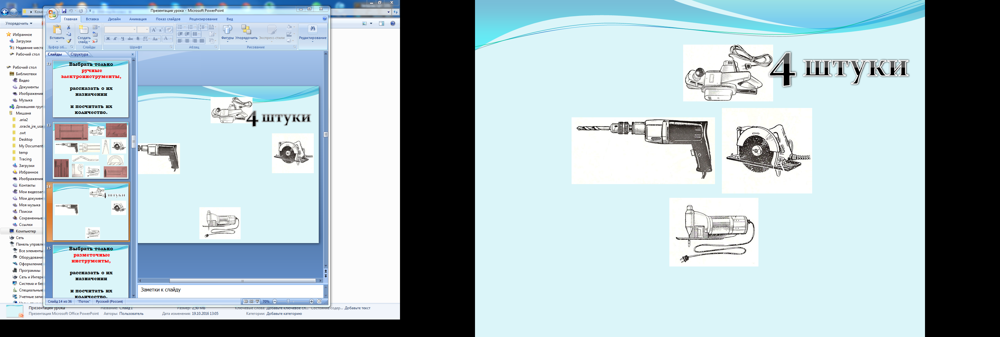 Презентация урока - Microsoft PowerPoint
Главная
Вставка
Дизайн
Анимация
Показ слайдов
Рецензирование
Вид
Вставить
Создать
слайд
Фигуры
Упорядочить
Экспресс-стили
Редактирование
Буфер об...
Слайды
Шрифт
Абзац
Рисование
Упорядочить
Избранное
Загрузки
Недавние места
Рабочий стол
Рабочий стол
Библиотеки
Видео
Документы
Изображения
Музыка
Домашняя груп
Мишаня
.aria2
.oracle_jre_usa
.swt
Desktop
My Document
temp
Tracing
Загрузки
Избранное
Изображения
Контакты
Мои видеозап
Мои документ
Моя музыка
Поиски
Сохраненные
Ссылки
Компьютер
Сеть
Панель управле
Все элементы
Оборудовани
Оформление
Программы
Сеть и Интерн
Система и без
Специальные
Учетные запи
Слайды
Структура
12
Выбрать только
ручные
электроинструменты,
рассказать о их
назначении
и посчитать их
количество.
13
14
4 штуки
15
Выбрать только
разметочные
инструменты,
рассказать о их
назначении
и посчитать их
количество.
4 штуки
Заметки к слайду
Слайд 14 из 36
"Поток"
Русский (Россия)
70%
Презентация урока
Название: Слайд 1
Размер: 2,50 МБ
Ключевые слова: Добавьте ключевое сл...
Состояние содер... Добавьте текст
Презентация Microsoft Office PowerPoint
Авторы: Пользователь
Дата изменения: 19.10.2016 13:05
Категории: Добавьте категорию
4 штуки